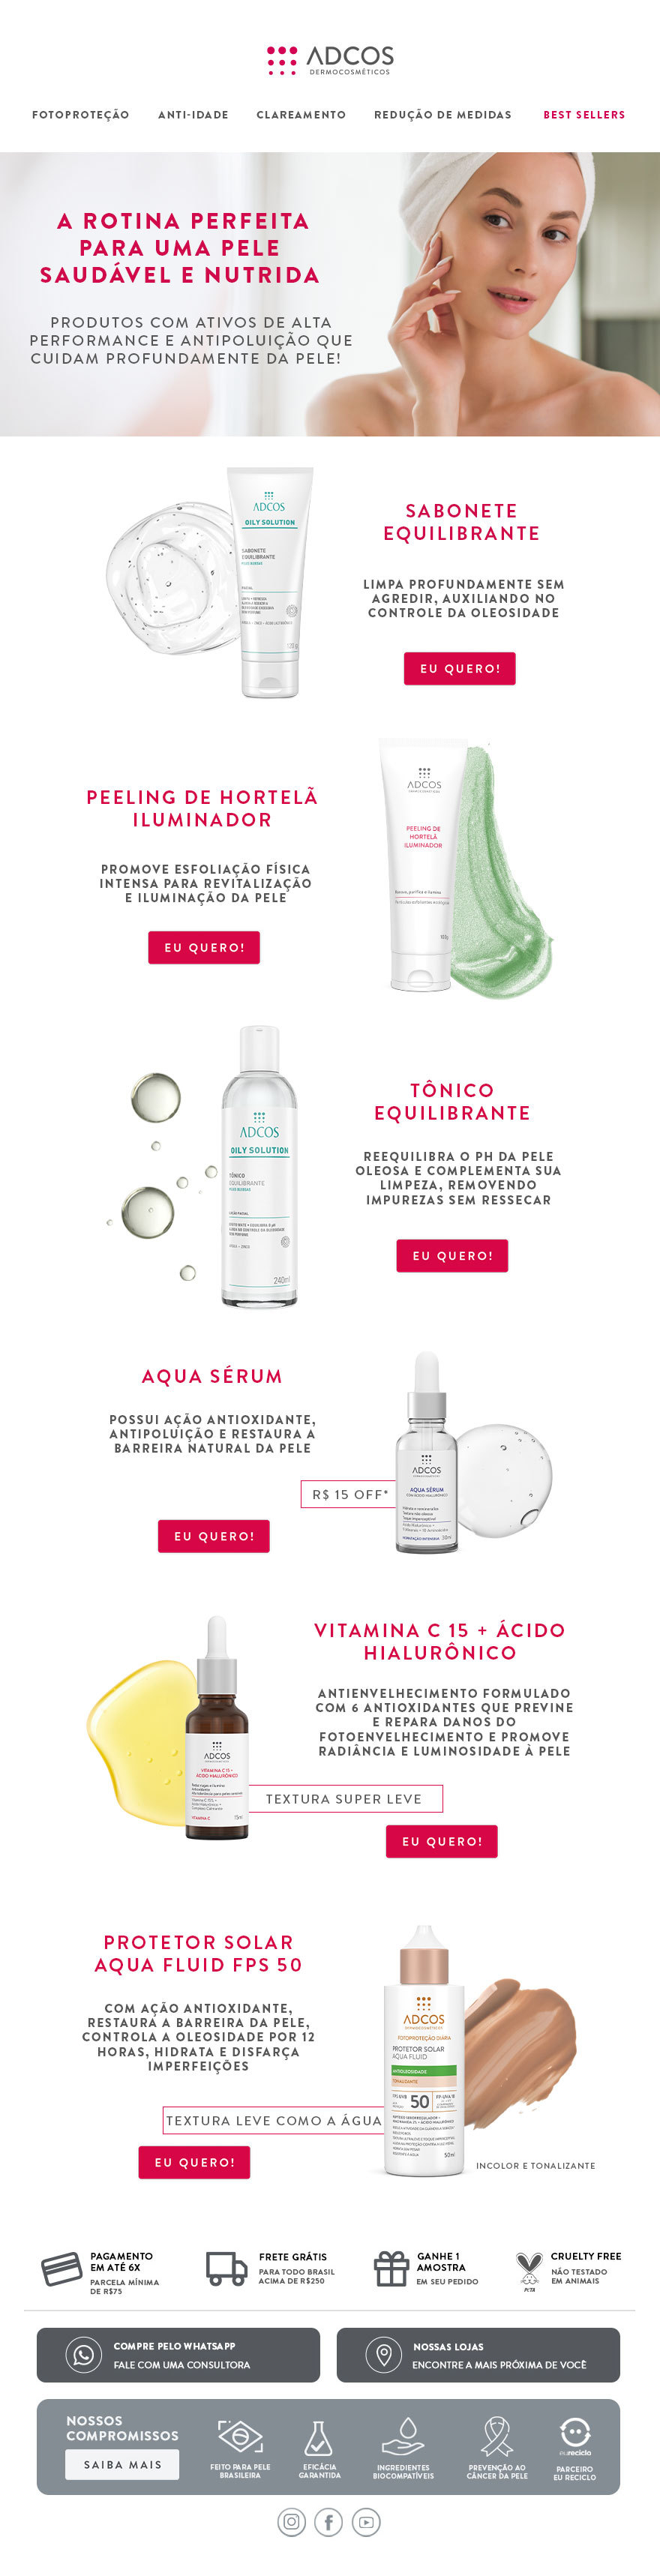 ADCOS
DERMOCOSMÉTICOS
FOTOPROTEÇÃO ANTI-IDADE CLAREAMENTO REDUÇÃO DE MEDIDAS BEST SELLERS
A ROTINA PERFEITA
PARA UMA PELE
SAUDÁVEL E NUTRIDA
PRODUTOS COM ATIVOS DE ALTA
PERFORMANCE E ANTIPOLUIÇÃO QUE
CUIDAM PROFUNDAMENTE DA PELE!
ADCOS
OILY SOLUTION
SABONETE
EQUILIBRANTE
SABONETE
EQUILIBRANTE
LIMPA PROFUNDAMENTE SEM
AGREDIR, AUXILIANDO NO
CONTROLE DA OLEOSIDADE
EU QUERO!
PEELING DE HORTELÃ
ILUMINADOR
PROMOVE ESFOLIAÇÃO FÍSICA
INTENSA PARA REVITALIZAÇÃO
E ILUMINAÇÃO DA PELE
EU QUERO!
ADCOS
PEELING DE
HORTELÃ
ILUMINADOR
ADCOS
OILY SOLUTION
TÔNICO
EQUILIBRANTE
240ml
TÔNICO
EQUILIBRANTE
REEQUILIBRA O PH DA PELE
OLEOSA E COMPLEMENTA SUA
LIMPEZA, REMOVENDO
IMPUREZAS SEM RESSECAR
EU QUERO!
AQUA SÉRUM
POSSUI AÇÃO ANTIOXIDANTE,
ANTIPOLUIÇÃO E RESTAURA A
BARREIRA NATURAL DA PELE
R$ 15 OFF*
EU QUERO!
ADCOS
AQUA SÉRUM
30ml
ADCOS
VITAMINA C 15 +
ÁCIDO HIALURÔNICO
15ml
VITAMINA C 15 + ÁCIDO
HIALURÔNICO
ANTIENVELHECIMENTO FORMULADO
COM 6 ANTIOXIDANTES QUE PREVINE
E REPARA DANOS DO
FOTOENVELHECIMENTO E PROMOVE
RADIÂNCIA E LUMINOSIDADE À PELE
TEXTURA SUPER LEVE
EU QUERO!
PROTETOR SOLAR
AQUA FLUID FPS 50
COM AÇÃO ANTIOXIDANTE,
RESTAURA A BARREIRA DA PELE,
CONTROLA A OLEOSIDADE POR 12
HORAS, HIDRATA E DISFARÇA
IMPERFEIÇÕES
TEXTURA LEVE COMO A ÁGUA
EU QUERO!
ADCOS
DERMOCOSMÉTICOS
FOTOPROTEÇÃO DIÁRIA
PROTETOR SOLAR
AQUA FLUID
ANTIOLEOSIDADE
TONALIZANTE
50
50ml
INCOLOR E TONALIZANTE
PAGAMENTO
EM ATÉ 6X
PARCELA MÍNIMA
DE R$75
FRETE GRÁTIS
PARA TODO BRASIL
ACIMA DE R$250
GANHE 1
AMOSTRA
EM SEU PEDIDO
PETA
CRUELTY FREE
NÃO TESTADO
EM ANIMAIS
COMPRE PELO WHATSAPP
FALE COM UMA CONSULTORA
NOSSAS LOJAS
ENCONTRE A MAIS PRÓXIMA DE VOCÊ
NOSSOS
COMPROMISSOS
SAIBA MAIS
FEITO PARA PELE
BRASILEIRA
EFICÁCIA
GARANTIDA
INGREDIENTES
BIOCOMPATÍVEIS
PREVENÇÃO AO
CÂNCER DA PELE
eureciclo
PARCEIRO
EU RECICLO